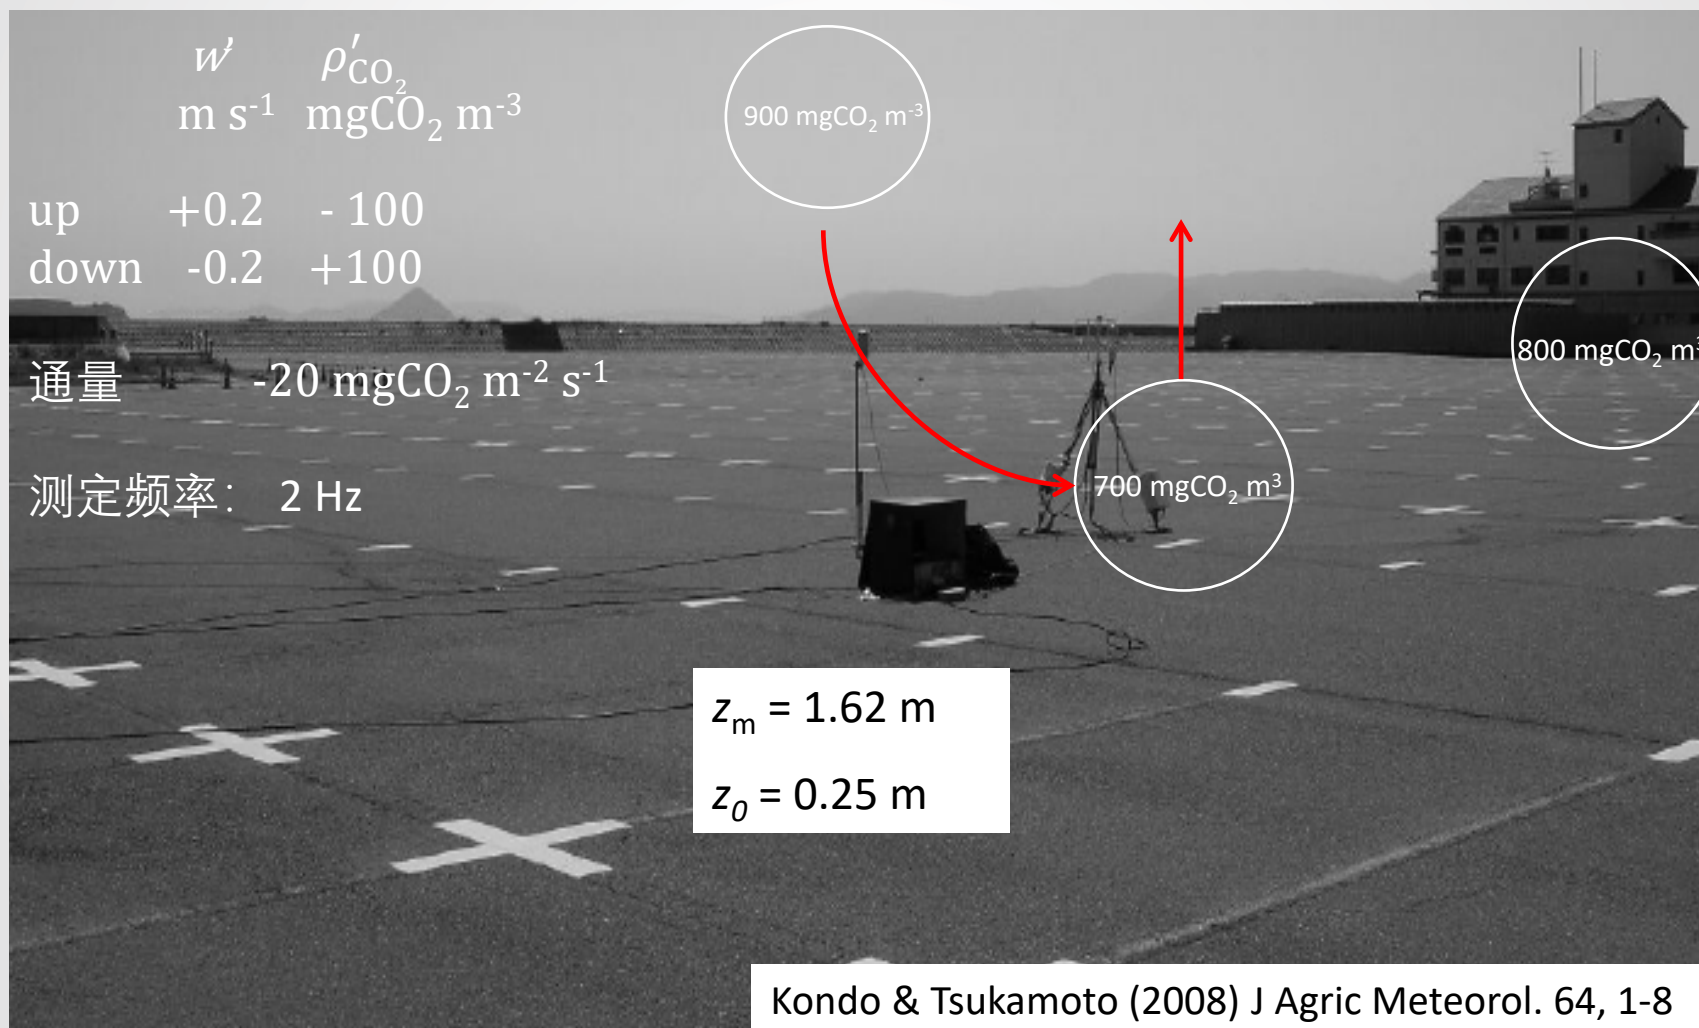 w' ρ′CO₂
m s⁻¹ mgCO₂ m⁻³
up +0.2 - 100
down -0.2 +100
通量 -20 mgCO₂ m⁻² s⁻¹
测定频率： 2 Hz
900 mgCO₂ m⁻³
800 mgCO₂ m³
700 mgCO₂ m³
zₘ = 1.62 m
z₀ = 0.25 m
Kondo & Tsukamoto (2008) J Agric Meteorol. 64, 1-8